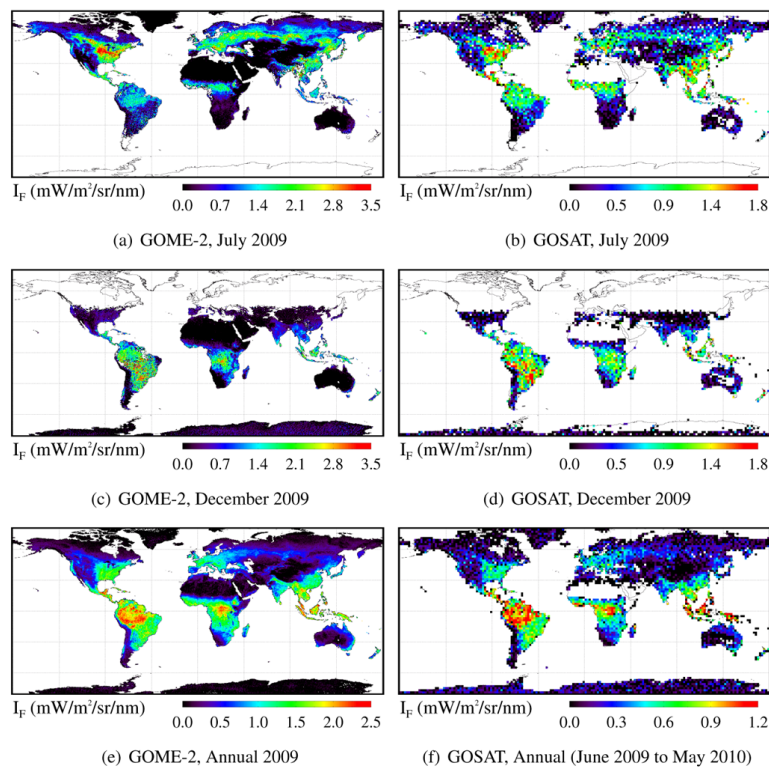 I_F (mW/m²/sr/nm) 0.0 0.7 1.4 2.1 2.8 3.5
(a) GOME-2, July 2009
I_F (mW/m²/sr/nm) 0.0 0.5 0.9 1.4 1.8
(b) GOSAT, July 2009
I_F (mW/m²/sr/nm) 0.0 0.7 1.4 2.1 2.8 3.5
(c) GOME-2, December 2009
I_F (mW/m²/sr/nm) 0.0 0.5 0.9 1.4 1.8
(d) GOSAT, December 2009
I_F (mW/m²/sr/nm) 0.0 0.5 1.0 1.5 2.0 2.5
(e) GOME-2, Annual 2009
I_F (mW/m²/sr/nm) 0.0 0.3 0.6 0.9 1.2
(f) GOSAT, Annual (June 2009 to May 2010)